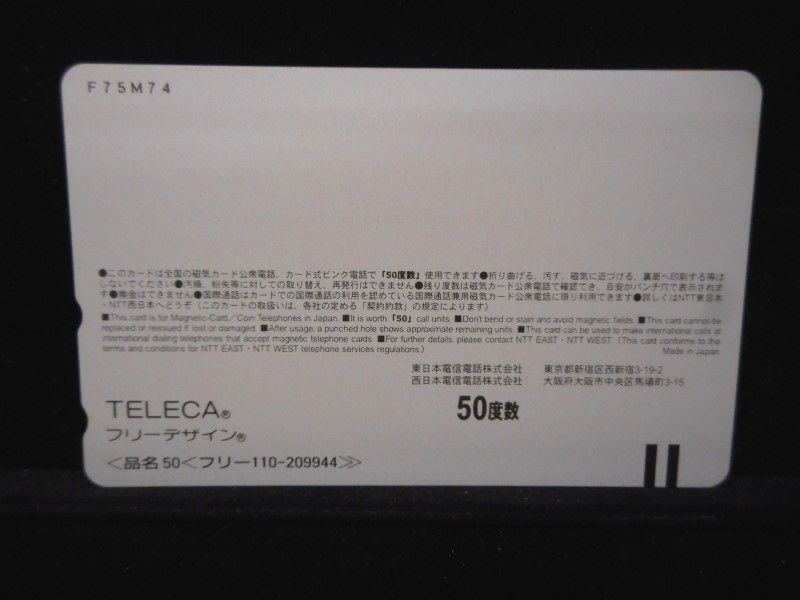 F75M74
●このカードは全国の磁気カード公衆電話、カード式ピンク電話で「50度数」使用できます●折り曲げる、汚す、磁気に近づける、裏面へ印刷する等は
しないでください●汚損、紛失等に対しての取り替え、再発行はできません●残り度数は磁気カード公衆電話で確認でき、目安がパンチ穴で表示されま
す●換金はできません●国際通話はカードでの国際通話の利用を認めている国際通話兼用磁気カード公衆電話に限り利用できます●詳しくはNTT東日本
・NTT西日本へどうぞ（このカードの取扱いは、各社の定める「契約約款」の規定によります）
■This card is for Magnetic-Card／Coin Telephones in Japan. ■It is worth「50」call units. ■Don't bend or stain and avoid magnetic fields. ■This card cannot be
replaced or reissued if lost or damaged. ■After usage, a punched hole shows approximate remaining units. ■This card can be used to make international calls at
international dialing telephones that accept magnetic telephone cards. ■For further details, please contact NTT EAST・NTT WEST.（This card conforms to the
terms and conditions for NTT EAST・NTT WEST telephone services regulations.） Made in Japan
東日本電信電話株式会社 東京都新宿区西新宿3-19-2
西日本電信電話株式会社 大阪府大阪市中央区馬場町3-15
TELECA® 50度数
フリーデザイン®
＜品名50＜フリー110-209944≫